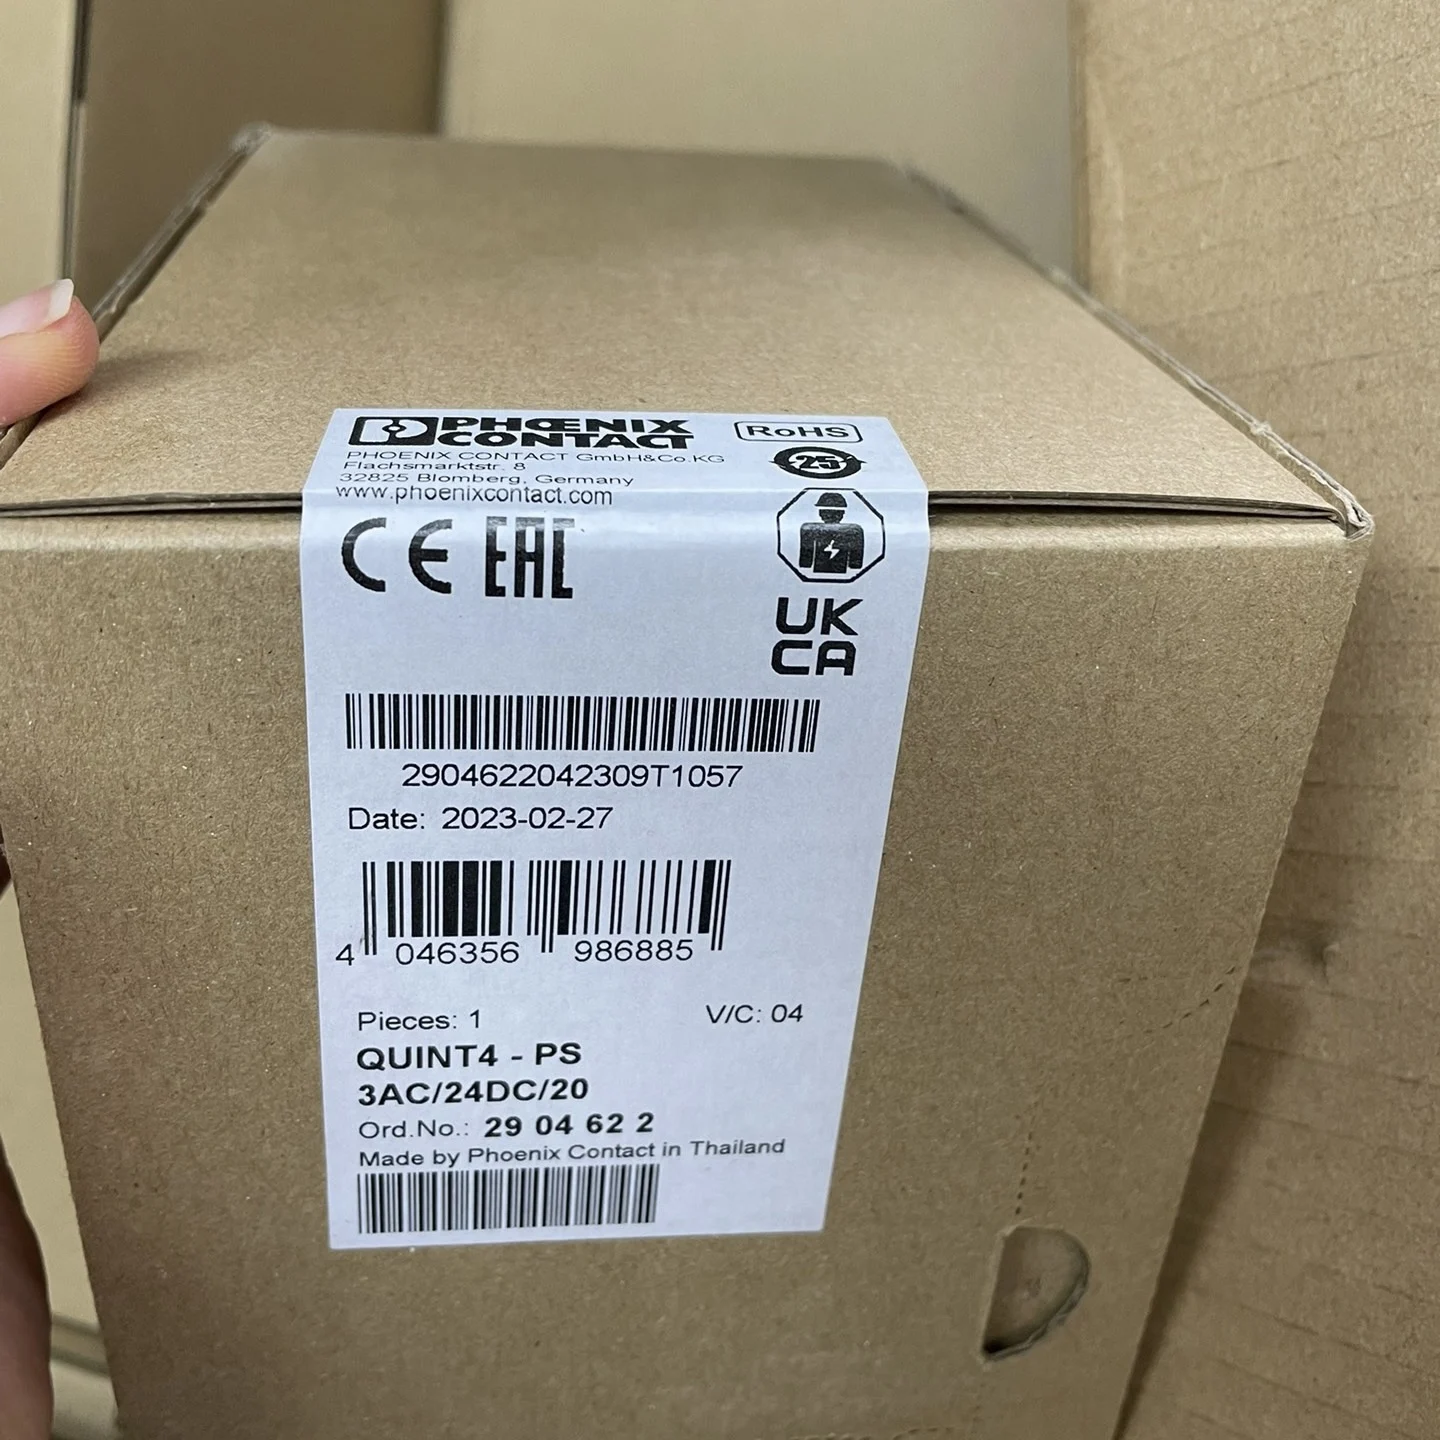 PHŒNIX
CONTACT
RoHS
PHOENIX CONTACT GmbH&Co.KG
Flachsmarktstr. 8
32825 Blomberg, Germany
www.phoenixcontact.com
25
CE EAC
UK
CA
2904622042309T1057
Date: 2023-02-27
4 046356 986885
Pieces: 1 V/C: 04
QUINT4 - PS
3AC/24DC/20
Ord.No.: 29 04 62 2
Made by Phoenix Contact in Thailand